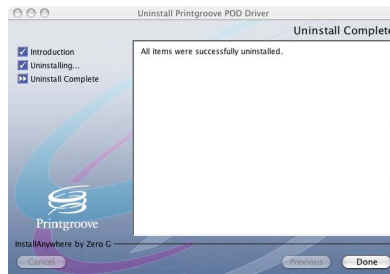 Uninstall Printgroove POD Driver
Uninstall Complete
Introduction
Uninstalling...
Uninstall Complete
All items were successfully uninstalled.
Printgroove
InstallAnywhere by Zero G
Cancel
Previous
Done